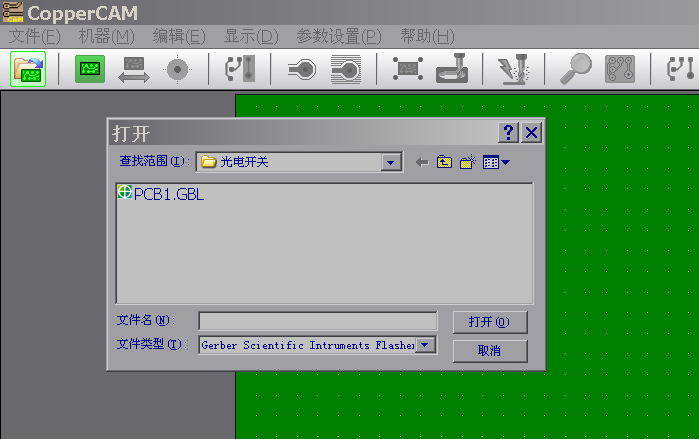 CopperCAM
文件(F) 机器(M) 编辑(E) 显示(D) 参数设置(P) 帮助(H)
打开
查找范围(I): 光电开关
PCB1.GBL
文件名(N): 打开(O)
文件类型(T): Gerber Scientific Intruments Flasher 取消